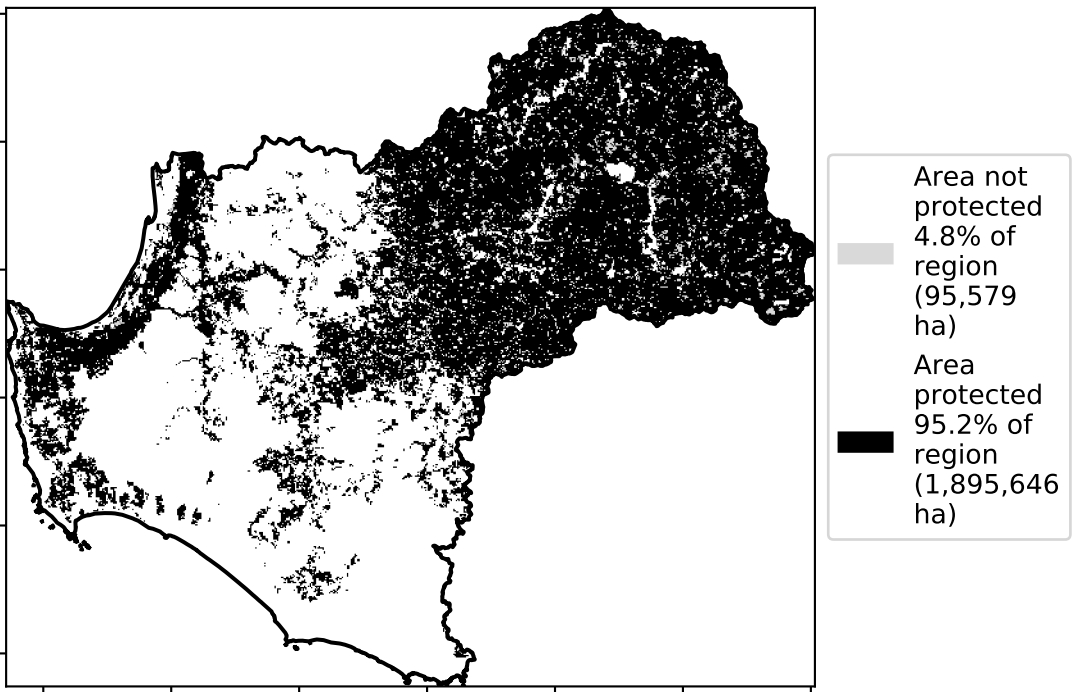 Area not
protected
4.8% of
region
(95,579
ha)
Area
protected
95.2% of
region
(1,895,646
ha)